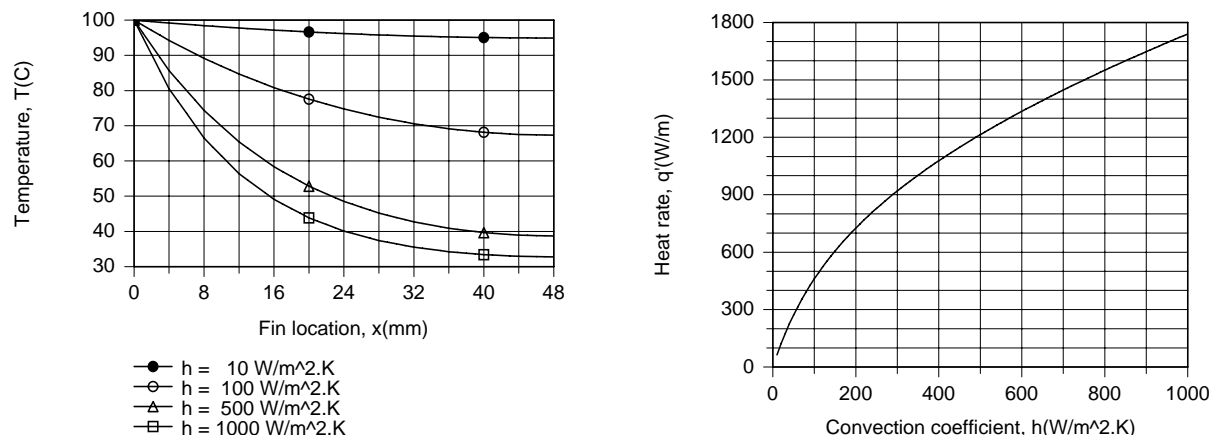 100
90
80
70
60
50
40
30
Temperature, T(C)
0 8 16 24 32 40 48
Fin location, x(mm)
h = 10 W/m^2.K
h = 100 W/m^2.K
h = 500 W/m^2.K
h = 1000 W/m^2.K
1800
1500
1200
900
600
300
0
Heat rate, q'(W/m)
0 200 400 600 800 1000
Convection coefficient, h(W/m^2.K)